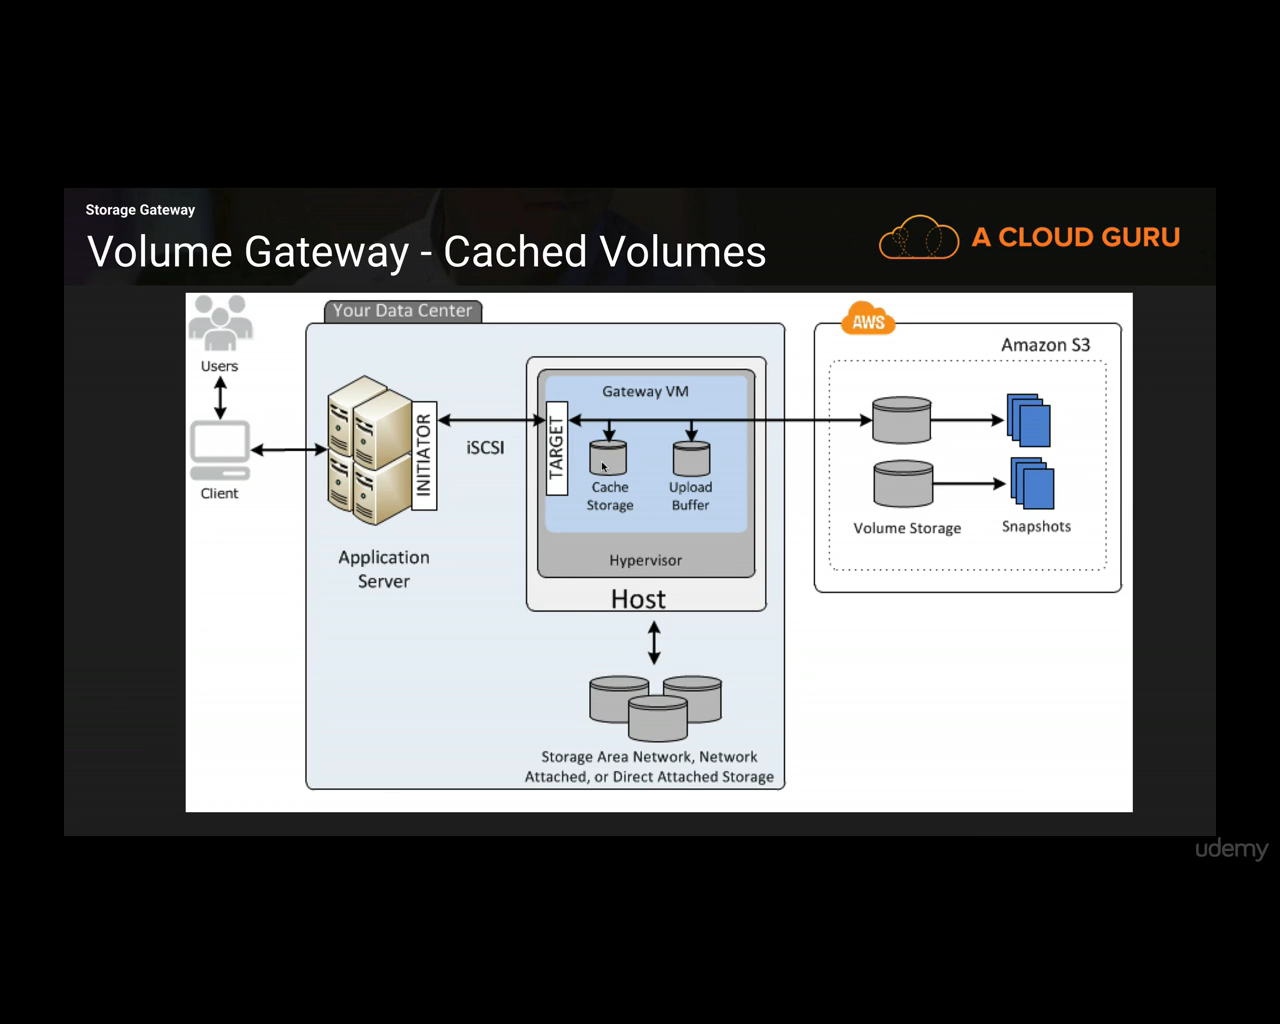 Storage Gateway
Volume Gateway - Cached Volumes
A CLOUD GURU
Users
Client
Your Data Center
Application
Server
INITIATOR
iSCSI
TARGET
Gateway VM
Cache
Storage
Upload
Buffer
Hypervisor
Host
Storage Area Network, Network
Attached, or Direct Attached Storage
AWS
Amazon S3
Volume Storage
Snapshots
udemy